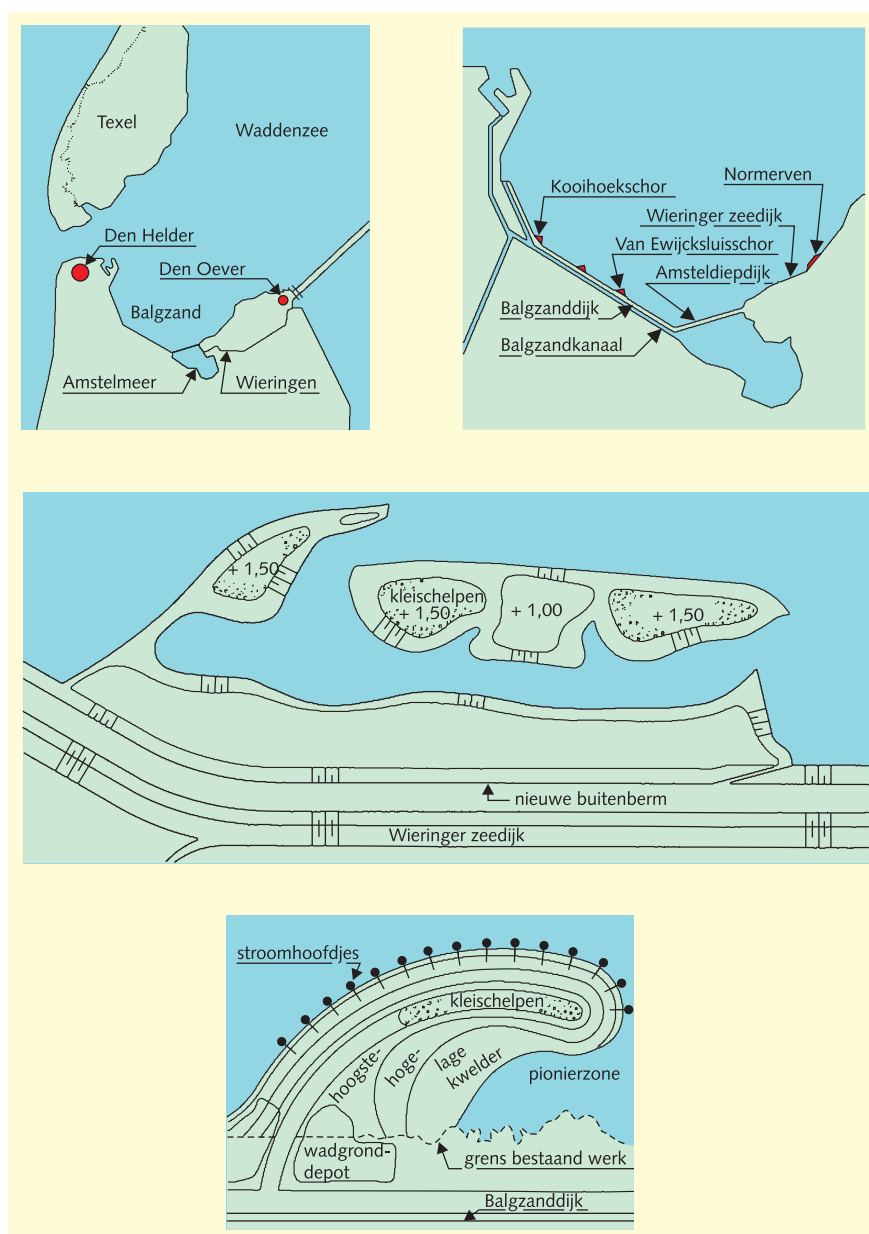 Texel
Waddenzee
Den Helder
Den Oever
Balgzand
Amstelmeer
Wieringen
Kooihoekschor
Normerven
Wieringer zeedijk
Van Ewijcksluisschor
Amsteldiepdijk
Balgzanddijk
Balgzandkanaal
+ 1,50
kleischelpen
+ 1,50
+ 1,00
+ 1,50
nieuwe buitenberm
Wieringer zeedijk
stroomhoofdjes
kleischelpen
hoogste-
hoge-
lage
kwelder
pionierzone
wadgrond-
depot
grens bestaand werk
Balgzanddijk